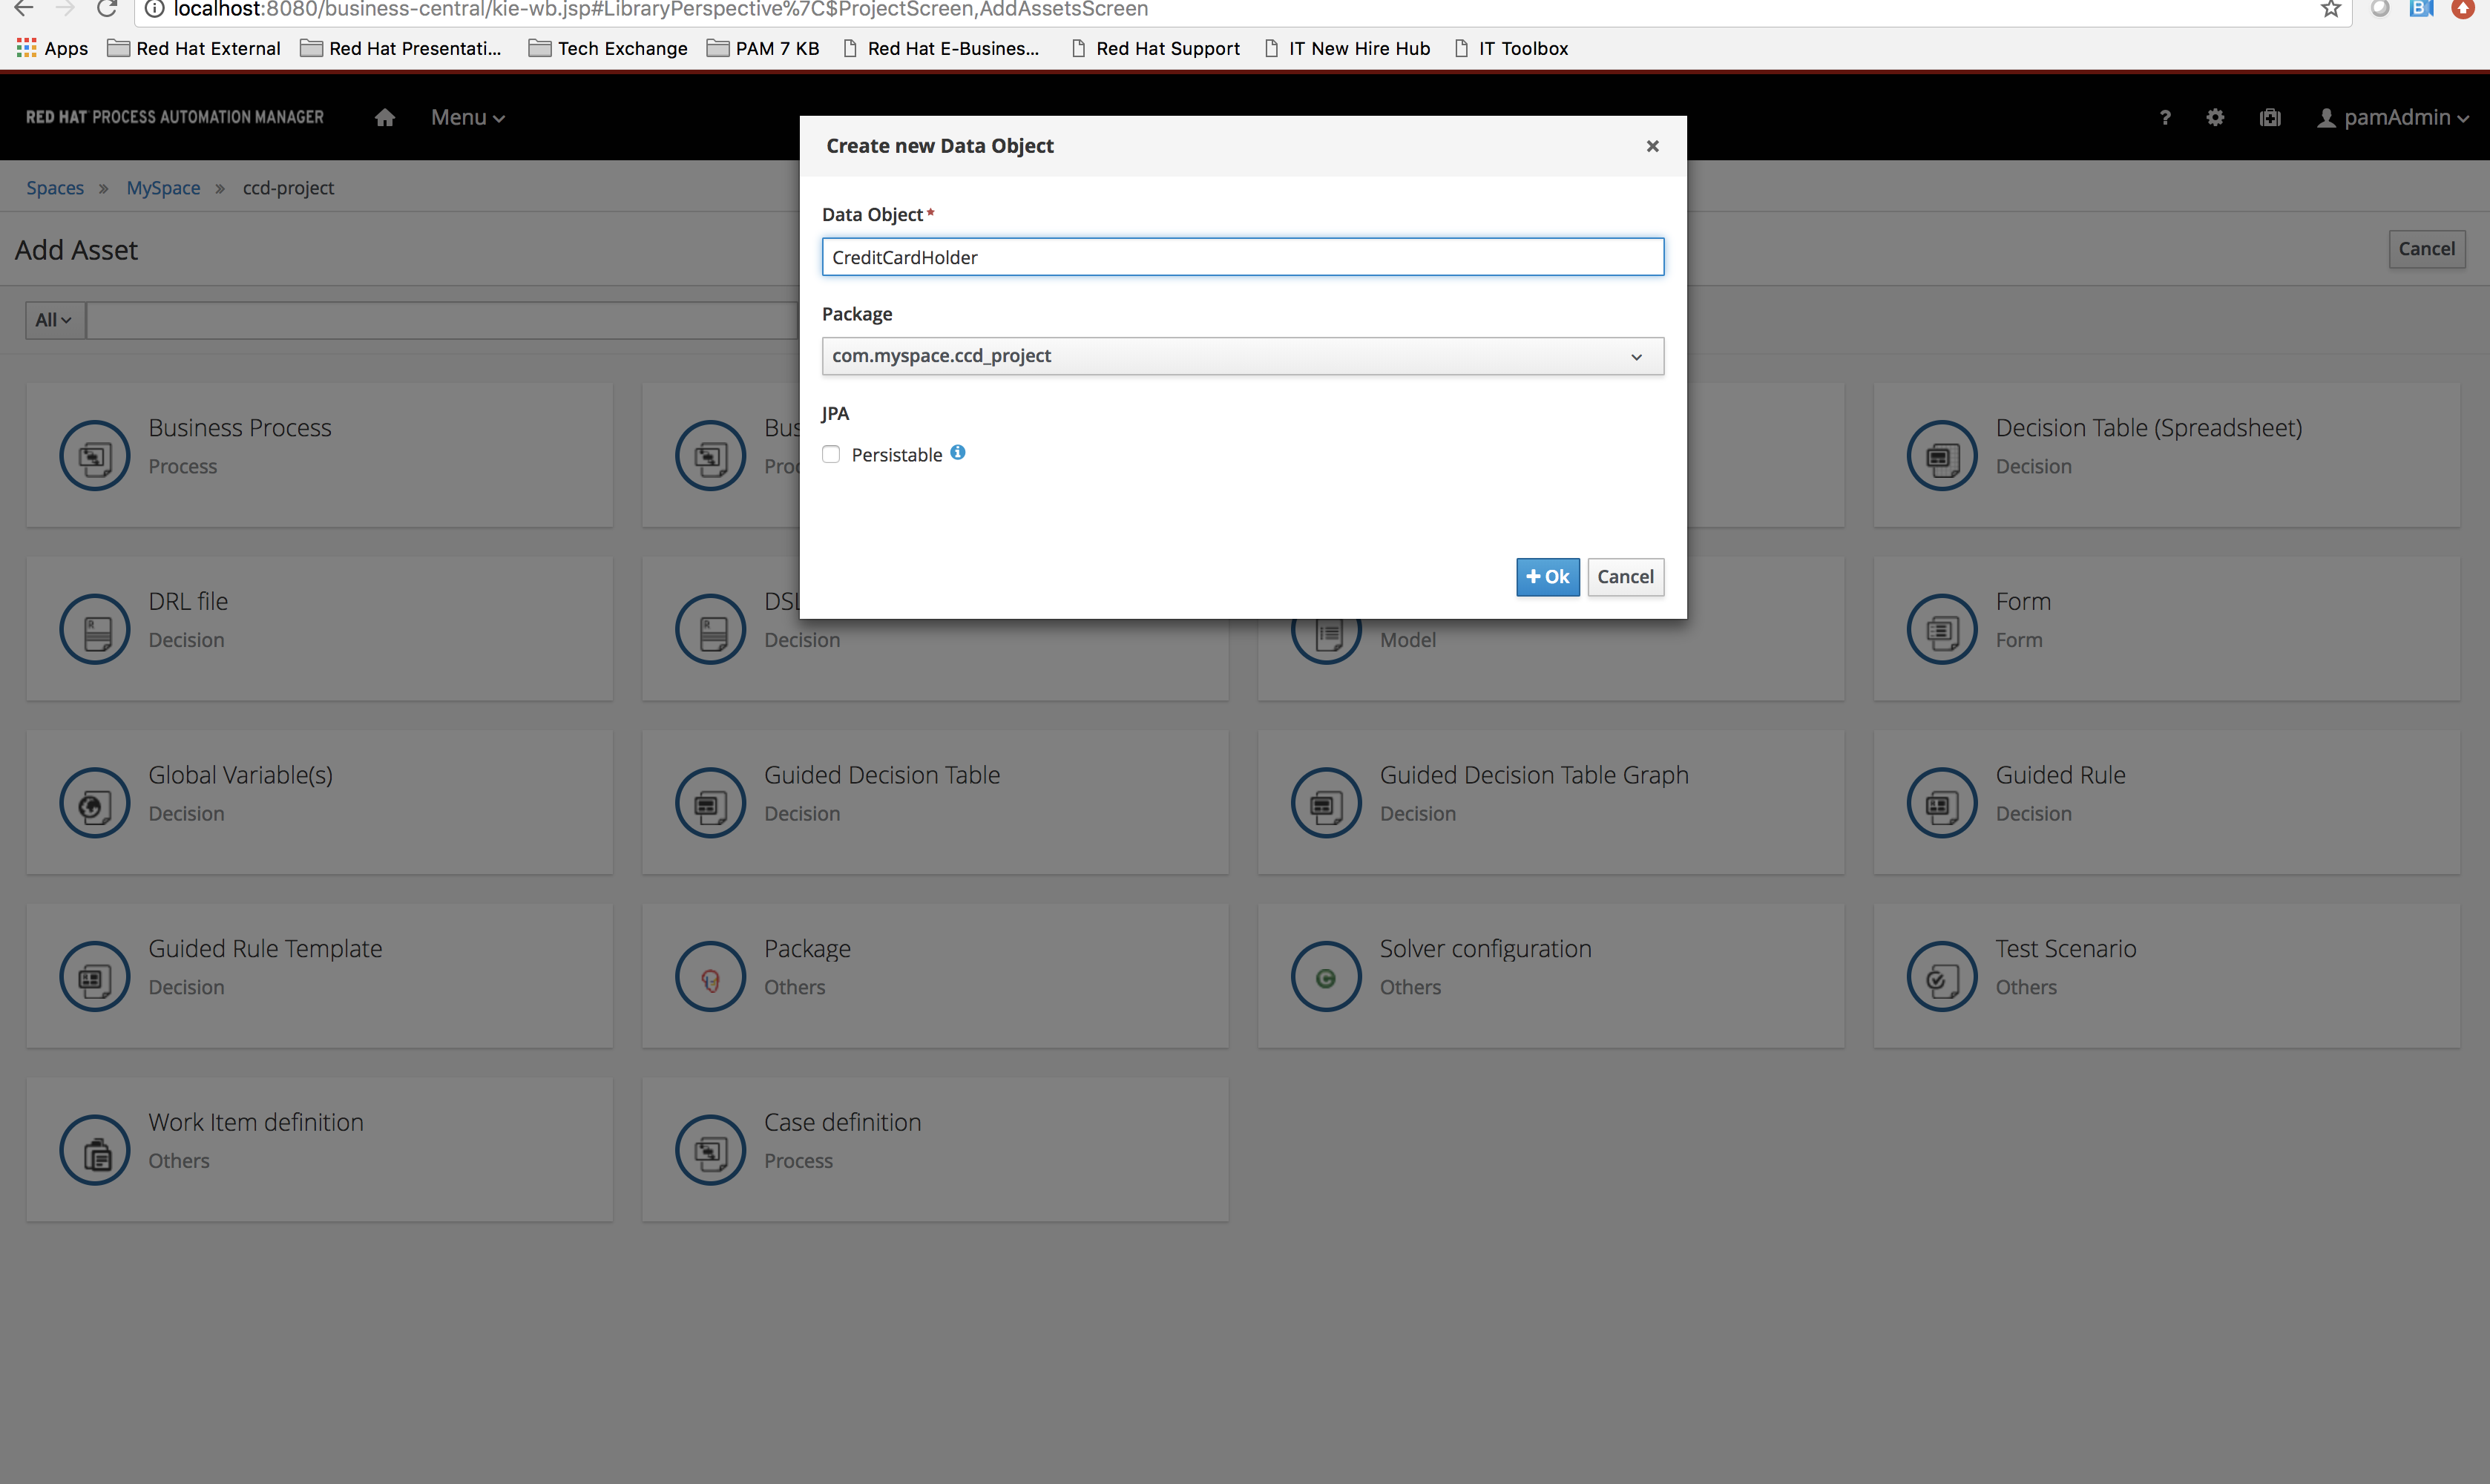 localhost:8080/business-central/kie-wb.jsp#LibraryPerspective%7C$ProjectScreen,AddAssetsScreen
Apps Red Hat External Red Hat Presentati... Tech Exchange PAM 7 KB Red Hat E-Busines... Red Hat Support IT New Hire Hub IT Toolbox
RED HAT PROCESS AUTOMATION MANAGER Menu ? pamAdmin
Spaces » MySpace » ccd-project
Add Asset
Cancel
All
Create new Data Object ×
Data Object *
CreditCardHolder
Package
com.myspace.ccd_project
JPA
Persistable
+ Ok Cancel
Business Process
Process
Decision Table (Spreadsheet)
Decision
DRL file
Decision
Decision
Model
Form
Form
Global Variable(s)
Decision
Guided Decision Table
Decision
Guided Decision Table Graph
Decision
Guided Rule
Decision
Guided Rule Template
Decision
Package
Others
Solver configuration
Others
Test Scenario
Others
Work Item definition
Others
Case definition
Process